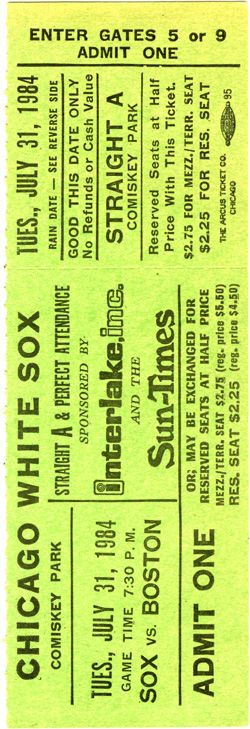 ENTER GATES 5 or 9
ADMIT ONE
TUES., JULY 31, 1984
RAIN DATE — SEE REVERSE SIDE
GOOD THIS DATE ONLY
No Refunds or Cash Value
STRAIGHT A
COMISKEY PARK
Reserved Seats at Half
Price With This Ticket.
$2.75 FOR MEZZ./TERR. SEAT
$2.25 FOR RES. SEAT
THE ARCUS TICKET CO.
CHICAGO
95
CHICAGO WHITE SOX
COMISKEY PARK
STRAIGHT A & PERFECT ATTENDANCE
SPONSORED BY
interlake, inc.
AND THE
Sun-Times
TUES., JULY 31, 1984
GAME TIME 7:30 P.M.
SOX vs. BOSTON
OR; MAY BE EXCHANGED FOR
RESERVED SEATS AT HALF PRICE
MEZZ./TERR. SEAT $2.75 (reg. price $5.50)
RES. SEAT $2.25 (reg. price $4.50)
ADMIT ONE